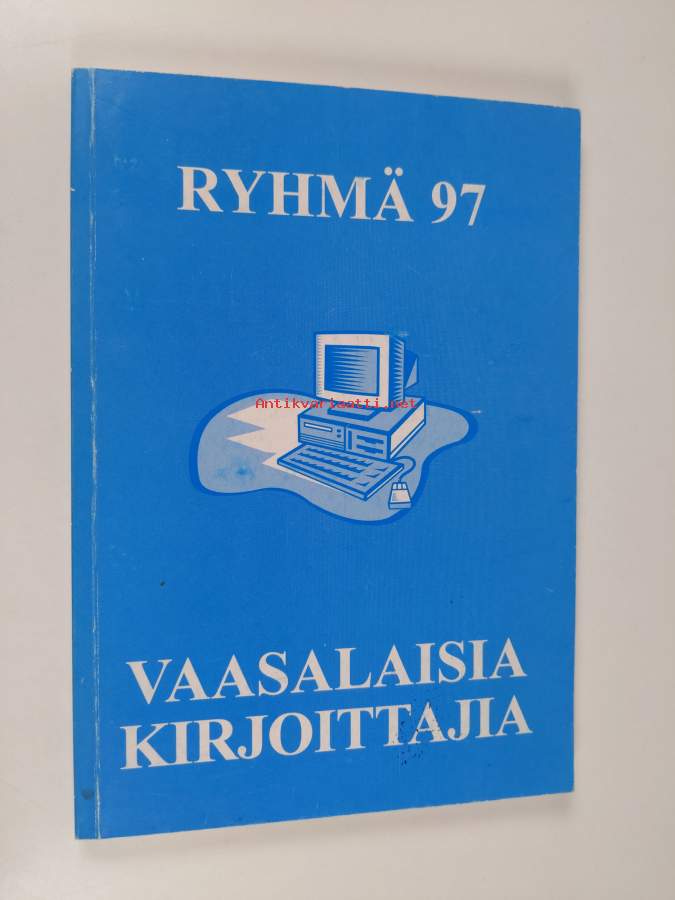 RYHMÄ 97
Antikvariaatti.net
VAASALAISIA
KIRJOITTAJIA